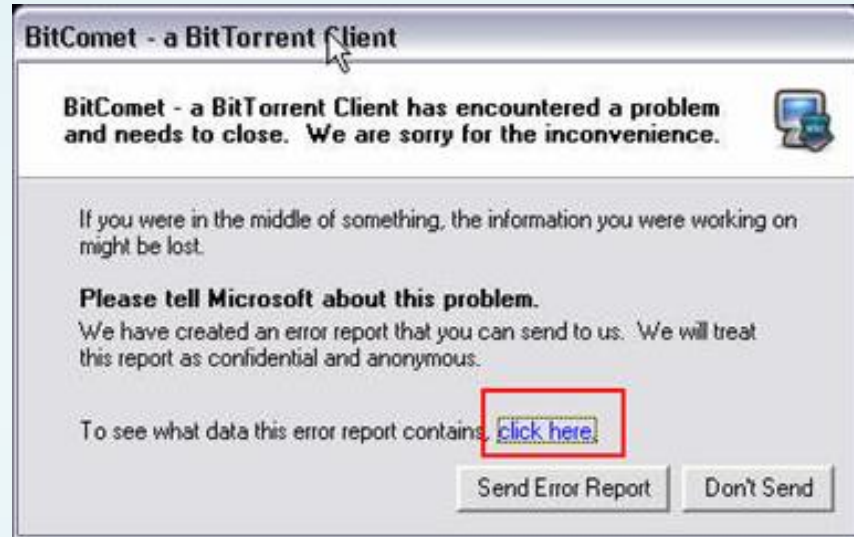 BitComet - a BitTorrent Client
BitComet - a BitTorrent Client has encountered a problem
and needs to close.  We are sorry for the inconvenience.
If you were in the middle of something, the information you were working on
might be lost.
Please tell Microsoft about this problem.
We have created an error report that you can send to us.  We will treat
this report as confidential and anonymous.
To see what data this error report contains, click here.
Send Error Report
Don't Send